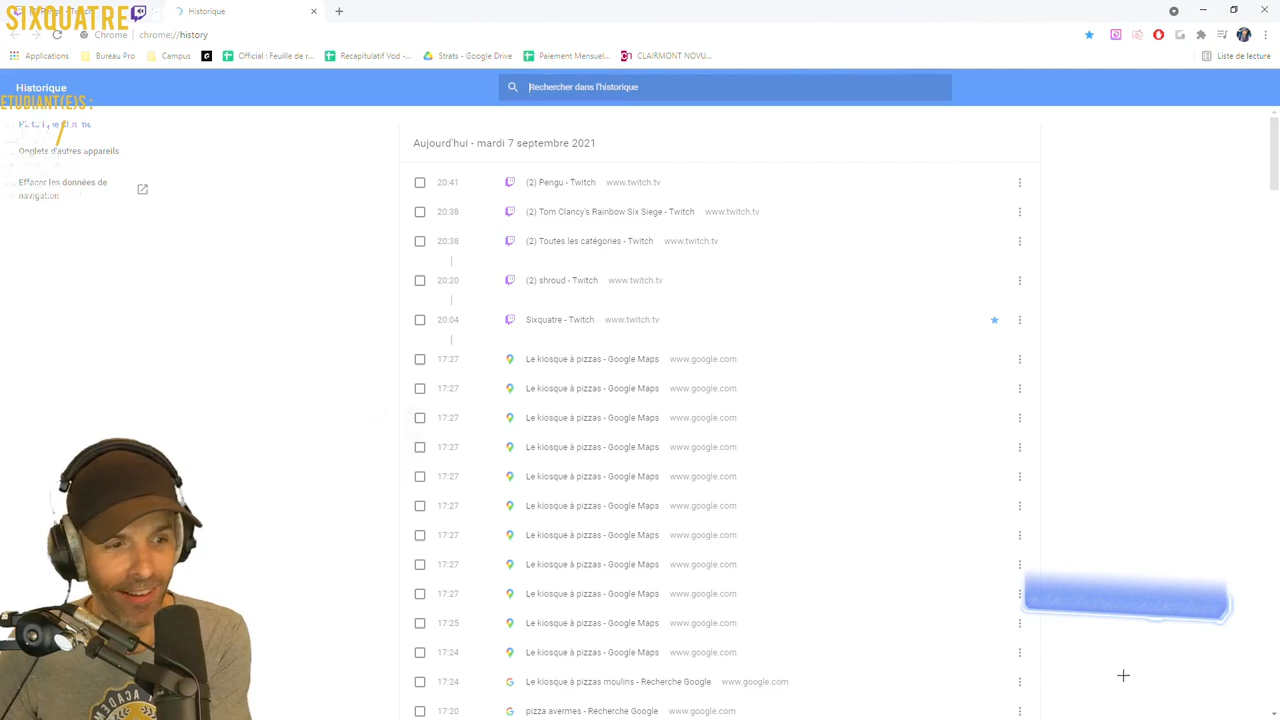 SIXQUATRE
Historique
Chrome
chrome://history
Applications
Bureau Pro
Campus
Official : Feuille de r...
Recapitulatif Vod -...
Strats - Google Drive
Paiement Mensuel...
CLAIRMONT NOVU...
Liste de lecture
Historique
Rechercher dans l'historique
ETUDIANT(E)S :
/
Historique Chrome
Onglets d'autres appareils
Effacer les données de
navigation
Aujourd'hui - mardi 7 septembre 2021
20:41 (2) Pengu - Twitch www.twitch.tv
20:38 (2) Tom Clancy's Rainbow Six Siege - Twitch www.twitch.tv
20:38 (2) Toutes les catégories - Twitch www.twitch.tv
20:20 (2) shroud - Twitch www.twitch.tv
20:04 Sixquatre - Twitch www.twitch.tv
17:27 Le kiosque à pizzas - Google Maps www.google.com
17:27 Le kiosque à pizzas - Google Maps www.google.com
17:27 Le kiosque à pizzas - Google Maps www.google.com
17:27 Le kiosque à pizzas - Google Maps www.google.com
17:27 Le kiosque à pizzas - Google Maps www.google.com
17:27 Le kiosque à pizzas - Google Maps www.google.com
17:27 Le kiosque à pizzas - Google Maps www.google.com
17:27 Le kiosque à pizzas - Google Maps www.google.com
17:27 Le kiosque à pizzas - Google Maps www.google.com
17:25 Le kiosque à pizzas - Google Maps www.google.com
17:24 Le kiosque à pizzas - Google Maps www.google.com
17:24 Le kiosque à pizzas moulins - Recherche Google www.google.com
17:20 pizza avermes - Recherche Google www.google.com